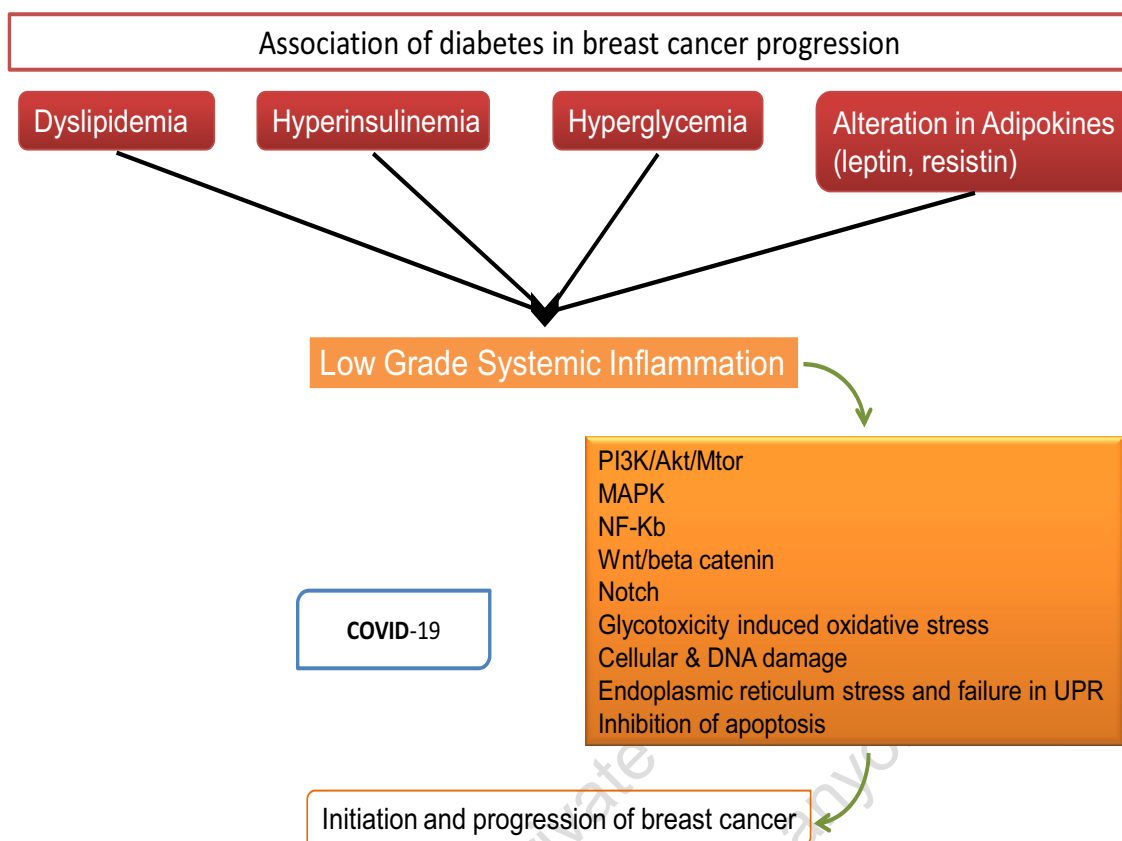 Association of diabetes in breast cancer progression
Dyslipidemia
Hyperinsulinemia
Hyperglycemia
Alteration in Adipokines
(leptin, resistin)
Low Grade Systemic Inflammation
PI3K/Akt/Mtor
MAPK
NF-Kb
Wnt/beta catenin
Notch
Glycotoxicity induced oxidative stress
Cellular & DNA damage
Endoplasmic reticulum stress and failure in UPR
Inhibition of apoptosis
COVID-19
Initiation and progression of breast cancer